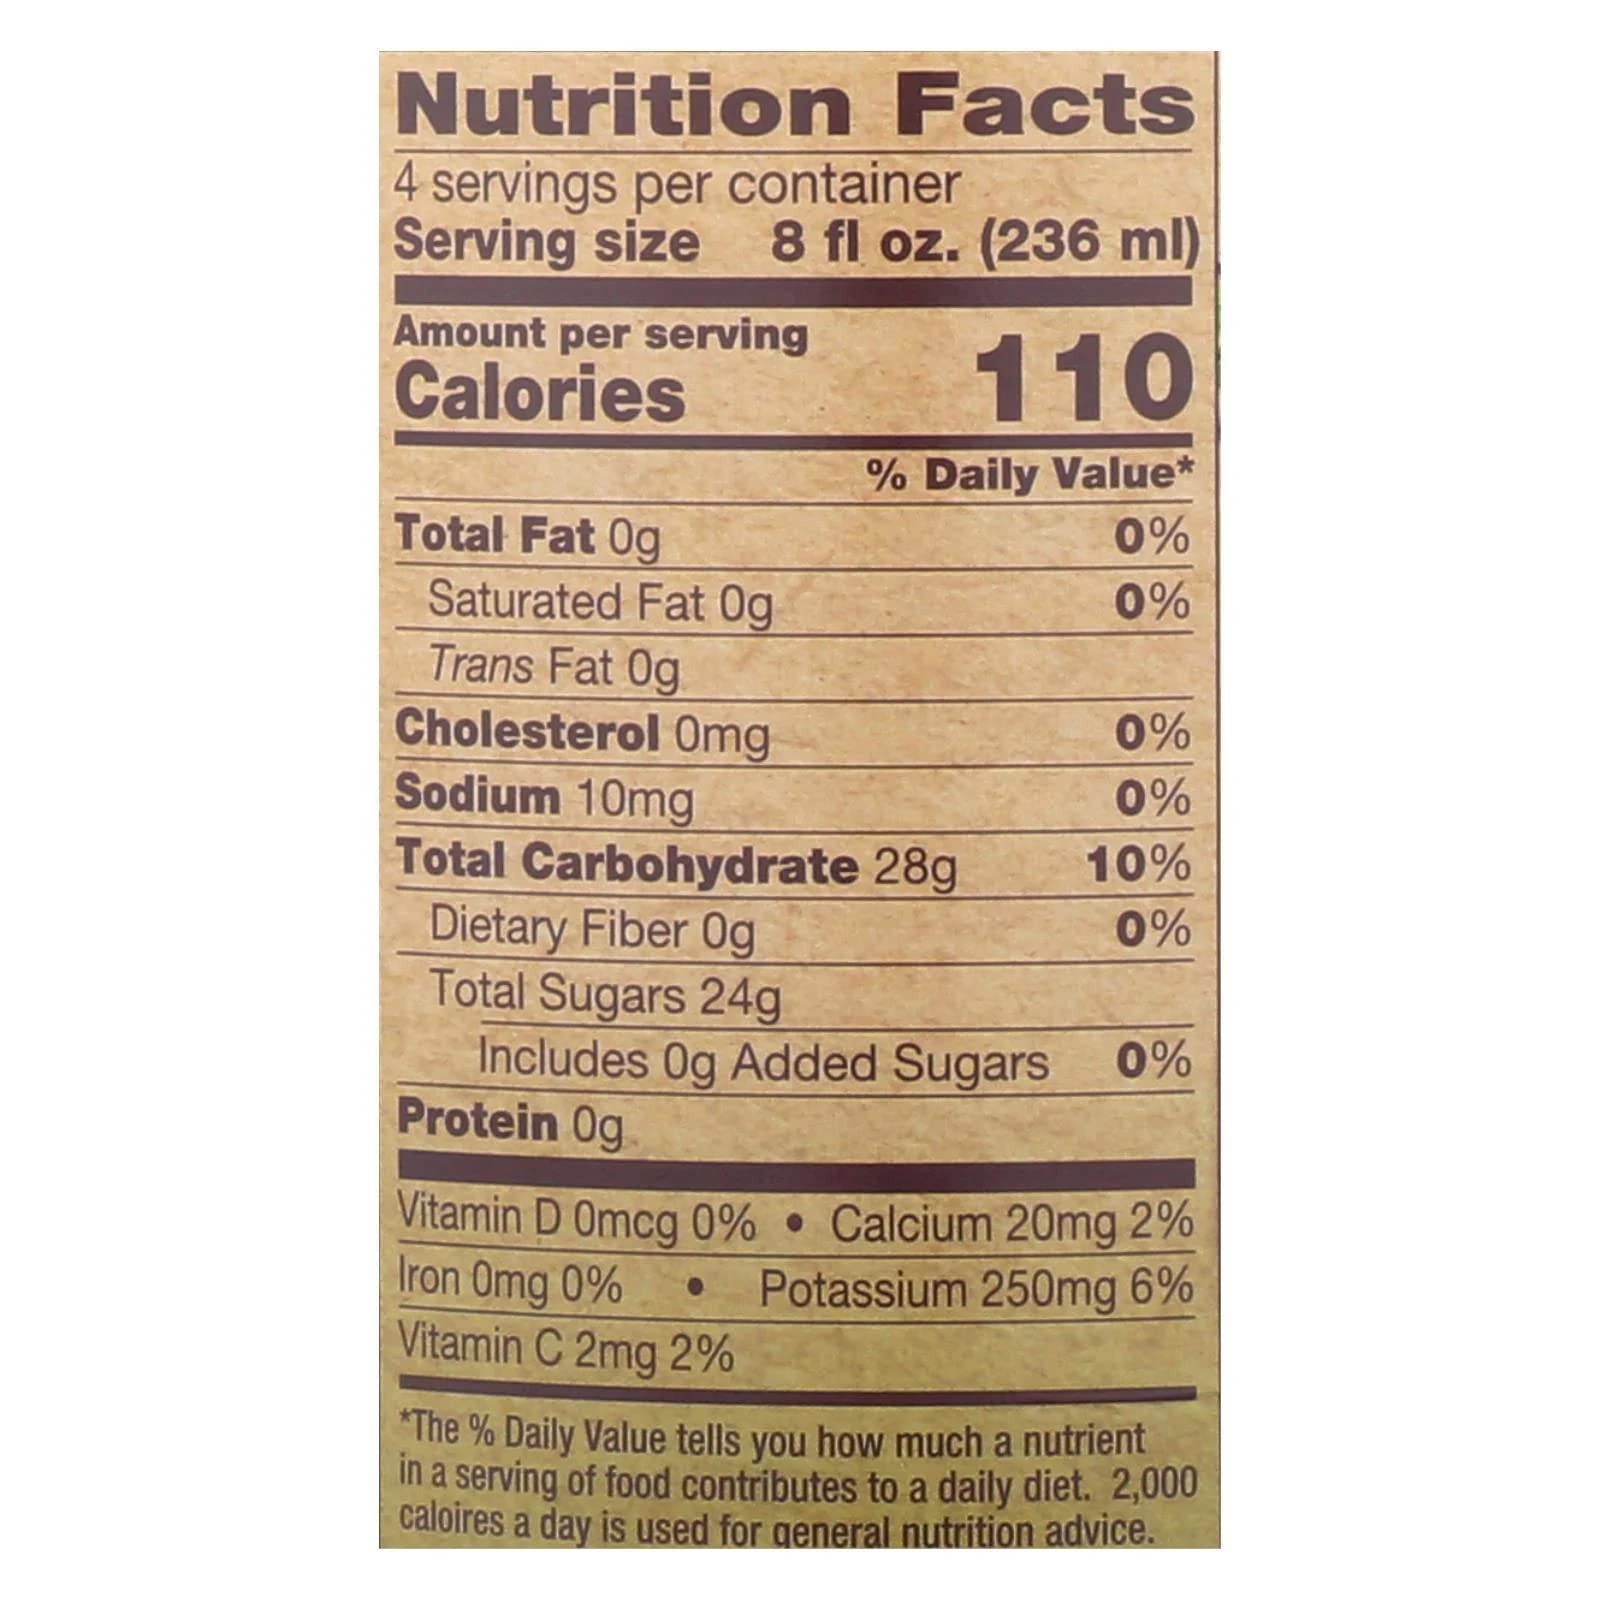 Nutrition Facts
4 servings per container
Serving size 8 fl oz. (236 ml)
Amount per serving
Calories 110
% Daily Value*
Total Fat 0g 0%
Saturated Fat 0g 0%
Trans Fat 0g
Cholesterol 0mg 0%
Sodium 10mg 0%
Total Carbohydrate 28g 10%
Dietary Fiber 0g 0%
Total Sugars 24g
Includes 0g Added Sugars 0%
Protein 0g
Vitamin D 0mcg 0% • Calcium 20mg 2%
Iron 0mg 0% • Potassium 250mg 6%
Vitamin C 2mg 2%
*The % Daily Value tells you how much a nutrient
in a serving of food contributes to a daily diet. 2,000
caloires a day is used for general nutrition advice.